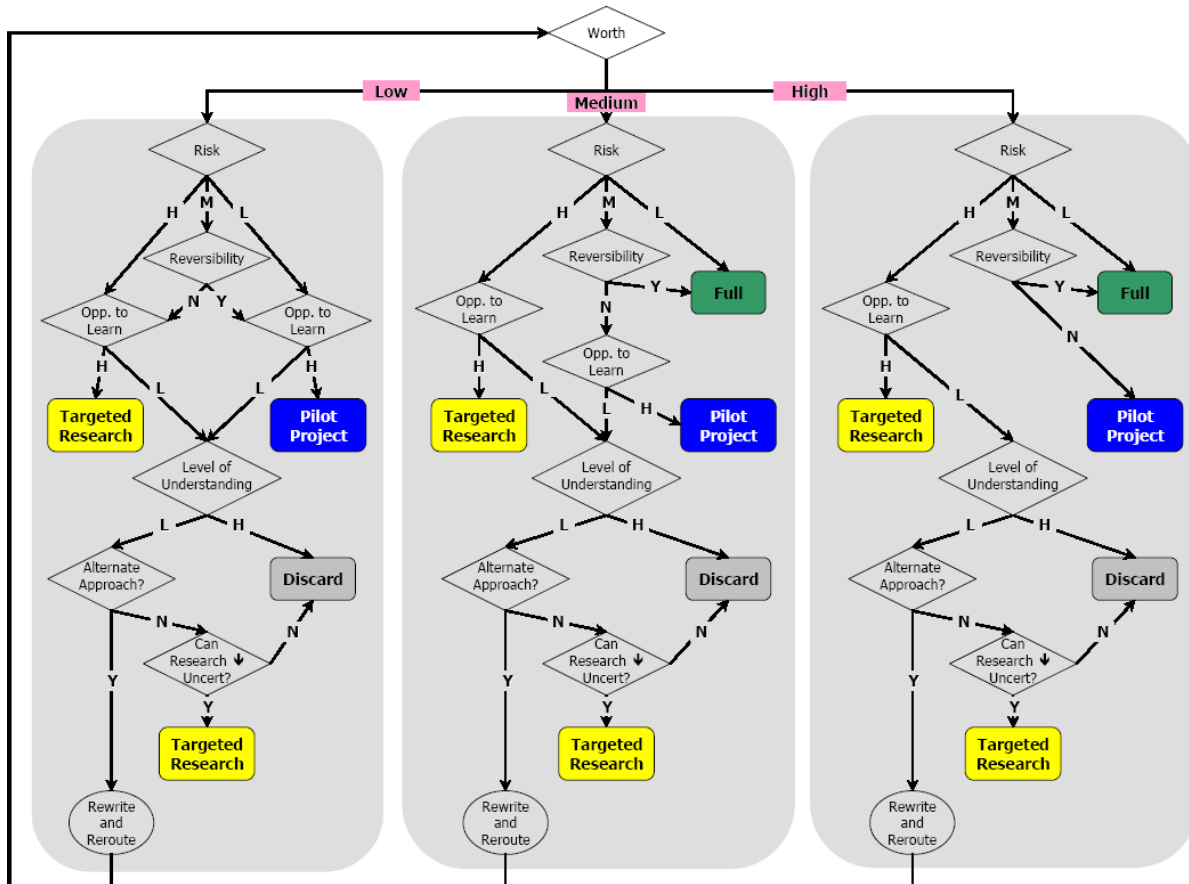 Worth
Low
Medium
High
Risk
H
M
L
Reversibility
N
Y
Opp. to
Learn
Opp. to
Learn
H
L
L
H
Targeted
Research
Pilot
Project
Level of
Understanding
L
H
Alternate
Approach?
Discard
N
N
Can
Research ↓
Uncert?
Y
Y
Targeted
Research
Rewrite
and
Reroute
Risk
H
M
L
Reversibility
Y
Full
N
Opp. to
Learn
Opp. to
Learn
H
L
L
H
Targeted
Research
Pilot
Project
Level of
Understanding
L
H
Alternate
Approach?
Discard
N
N
Can
Research ↓
Uncert?
Y
Y
Targeted
Research
Rewrite
and
Reroute
Risk
H
M
L
Reversibility
Y
Full
Opp. to
Learn
N
H
L
Targeted
Research
Pilot
Project
Level of
Understanding
L
H
Alternate
Approach?
Discard
N
N
Can
Research ↓
Uncert?
Y
Y
Targeted
Research
Rewrite
and
Reroute